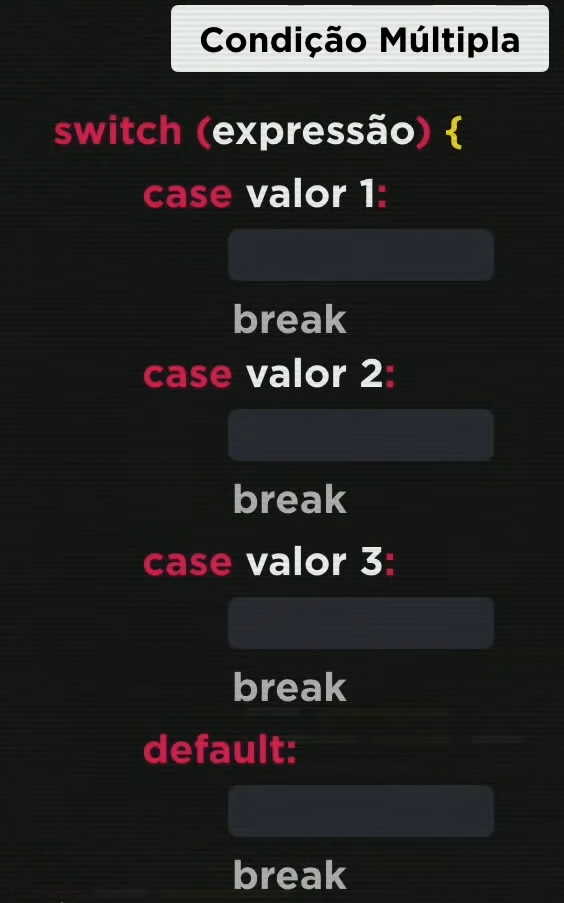 Condição Múltipla
switch (expressão) {
case valor 1:
break
case valor 2:
break
case valor 3:
break
default:
break